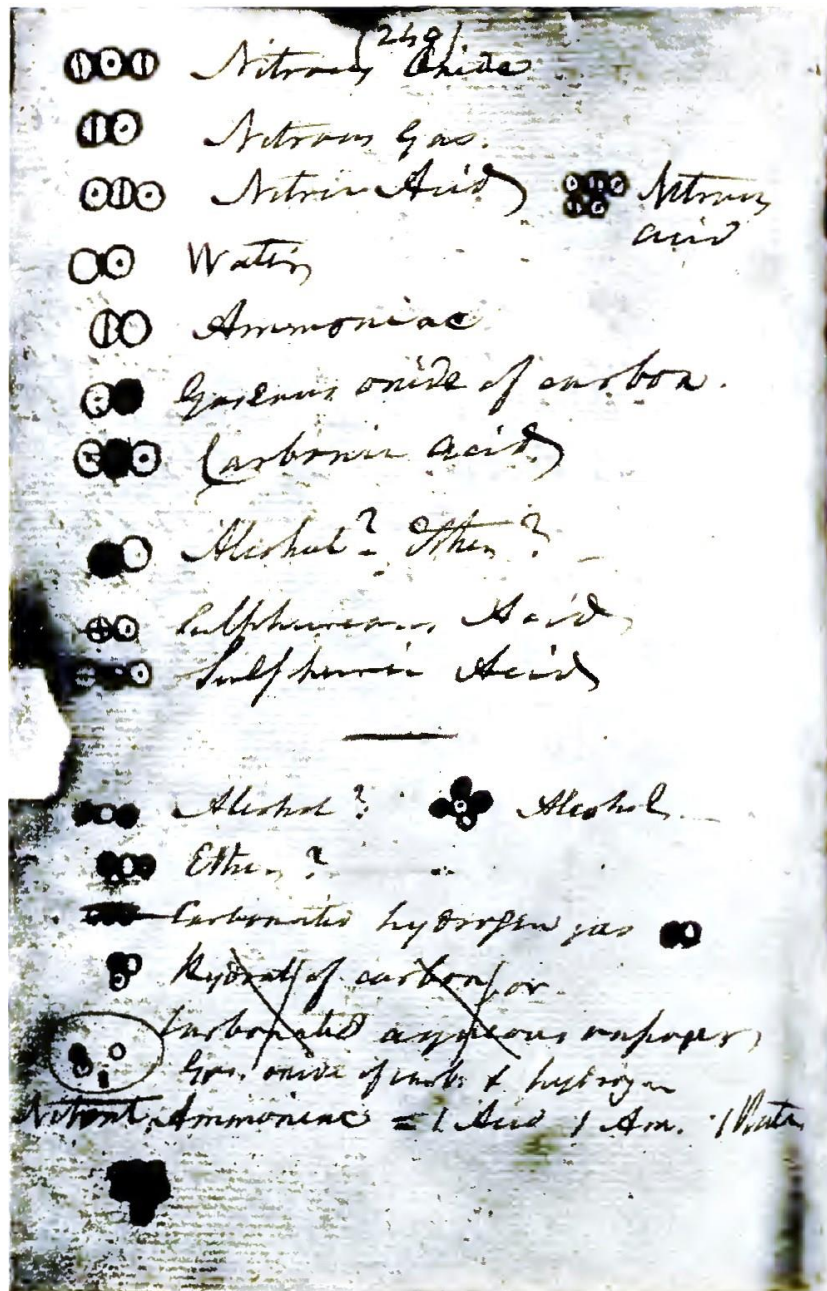 (248)
Nitrous Oxide
Nitrous Gas.
Nitric Acid Nitrous
acid
Water
Ammoniac
Gaseous oxide of carbon.
Carbonic acid
Alcohol? Ether?
Sulphureous Acid
Sulphuric Acid
Alcohol? Alcohol
Ether?
Carbonated hydrogen gas
Hydrat of carbon or
Carbonated aqueous vapour
Gas. oxide of carb. & hydrogen
Ammoniac = 1 Acid 1 Am. 1 Water